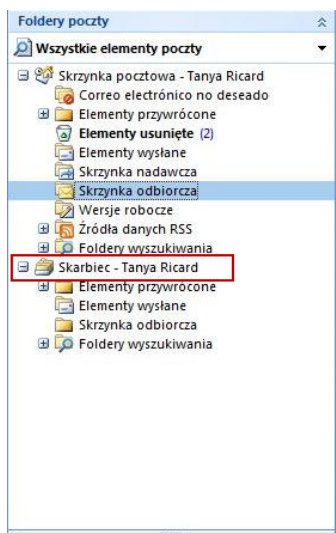 Foldery poczty
Wszystkie elementy poczty
Skrzynka pocztowa - Tanya Ricard
Correo electrónico no deseado
Elementy przywrócone
Elementy usunięte (2)
Elementy wysłane
Skrzynka nadawcza
Skrzynka odbiorcza
Wersje robocze
Źródła danych RSS
Foldery wyszukiwania
Skarbiec - Tanya Ricard
Elementy przywrócone
Elementy wysłane
Skrzynka odbiorcza
Foldery wyszukiwania